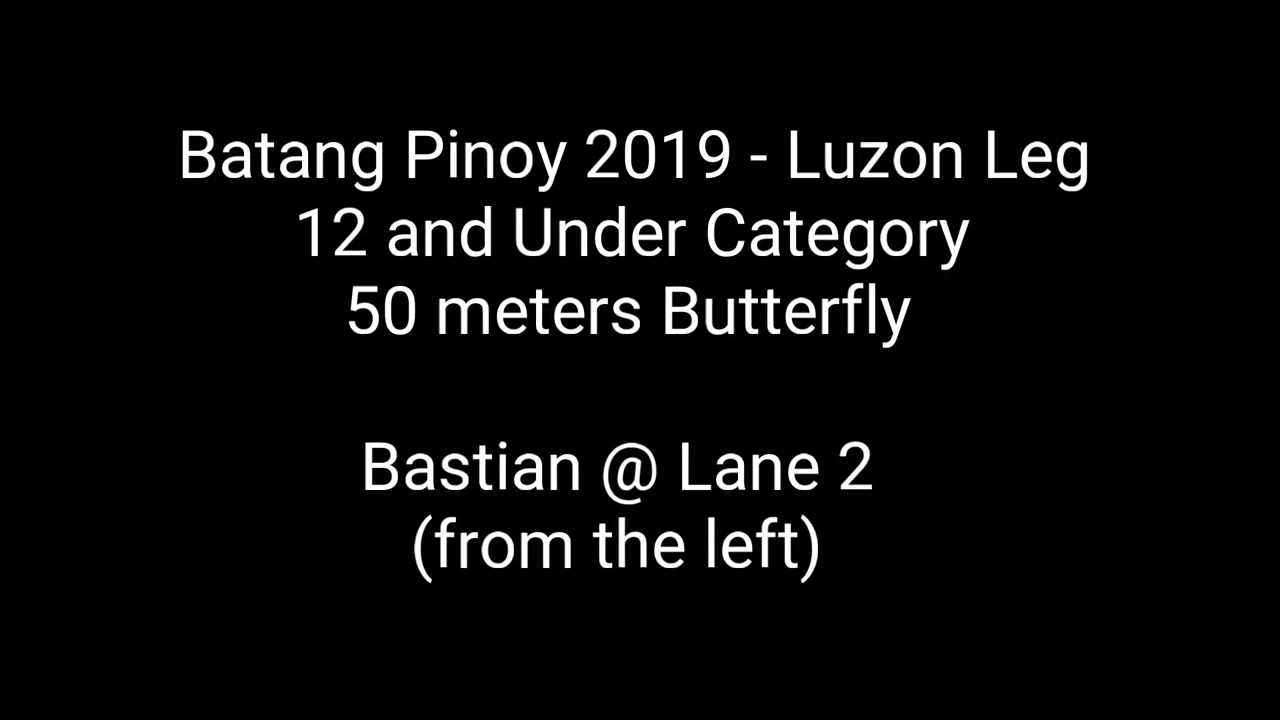 Batang Pinoy 2019 - Luzon Leg
12 and Under Category
50 meters Butterfly
Bastian @ Lane 2
(from the left)